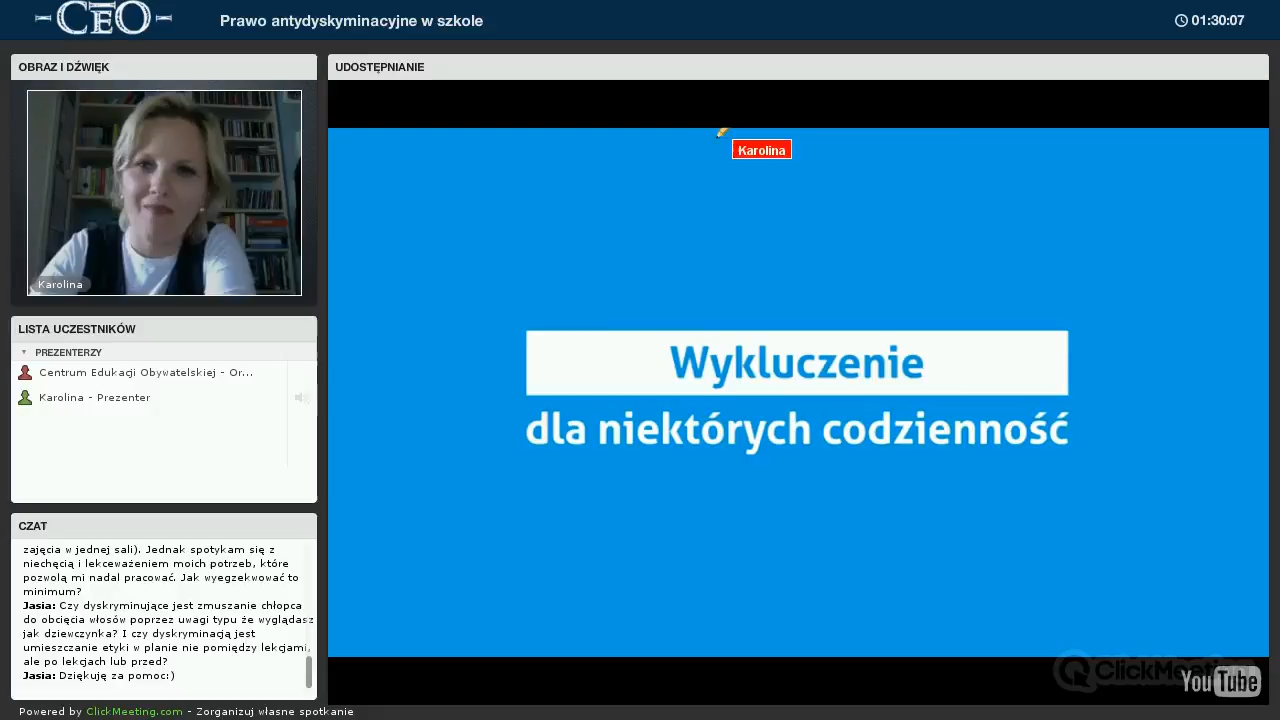 CEO
Prawo antydyskyminacyjne w szkole
01:30:07
OBRAZ I DŹWIĘK
Karolina
LISTA UCZESTNIKÓW
PREZENTERZY
Centrum Edukacji Obywatelskiej - Or...
Karolina - Prezenter
CZAT
zajęcia w jednej sali). Jednak spotykam się z
niechęcią i lekceważeniem moich potrzeb, które
pozwolą mi nadal pracować. Jak wyegzekwować to
minimum?
Jasia: Czy dyskryminujące jest zmuszanie chłopca
do obcięcia włosów poprzez uwagi typu że wyglądasz
jak dziewczynka? I czy dyskryminacją jest
umieszczanie etyki w planie nie pomiędzy lekcjami,
ale po lekcjach lub przed?
Jasia: Dziękuję za pomoc:)
Powered by ClickMeeting.com - Zorganizuj własne spotkanie
UDOSTĘPNIANIE
Karolina
Wykluczenie
dla niektórych codzienność
ClickMeeting
YouTube